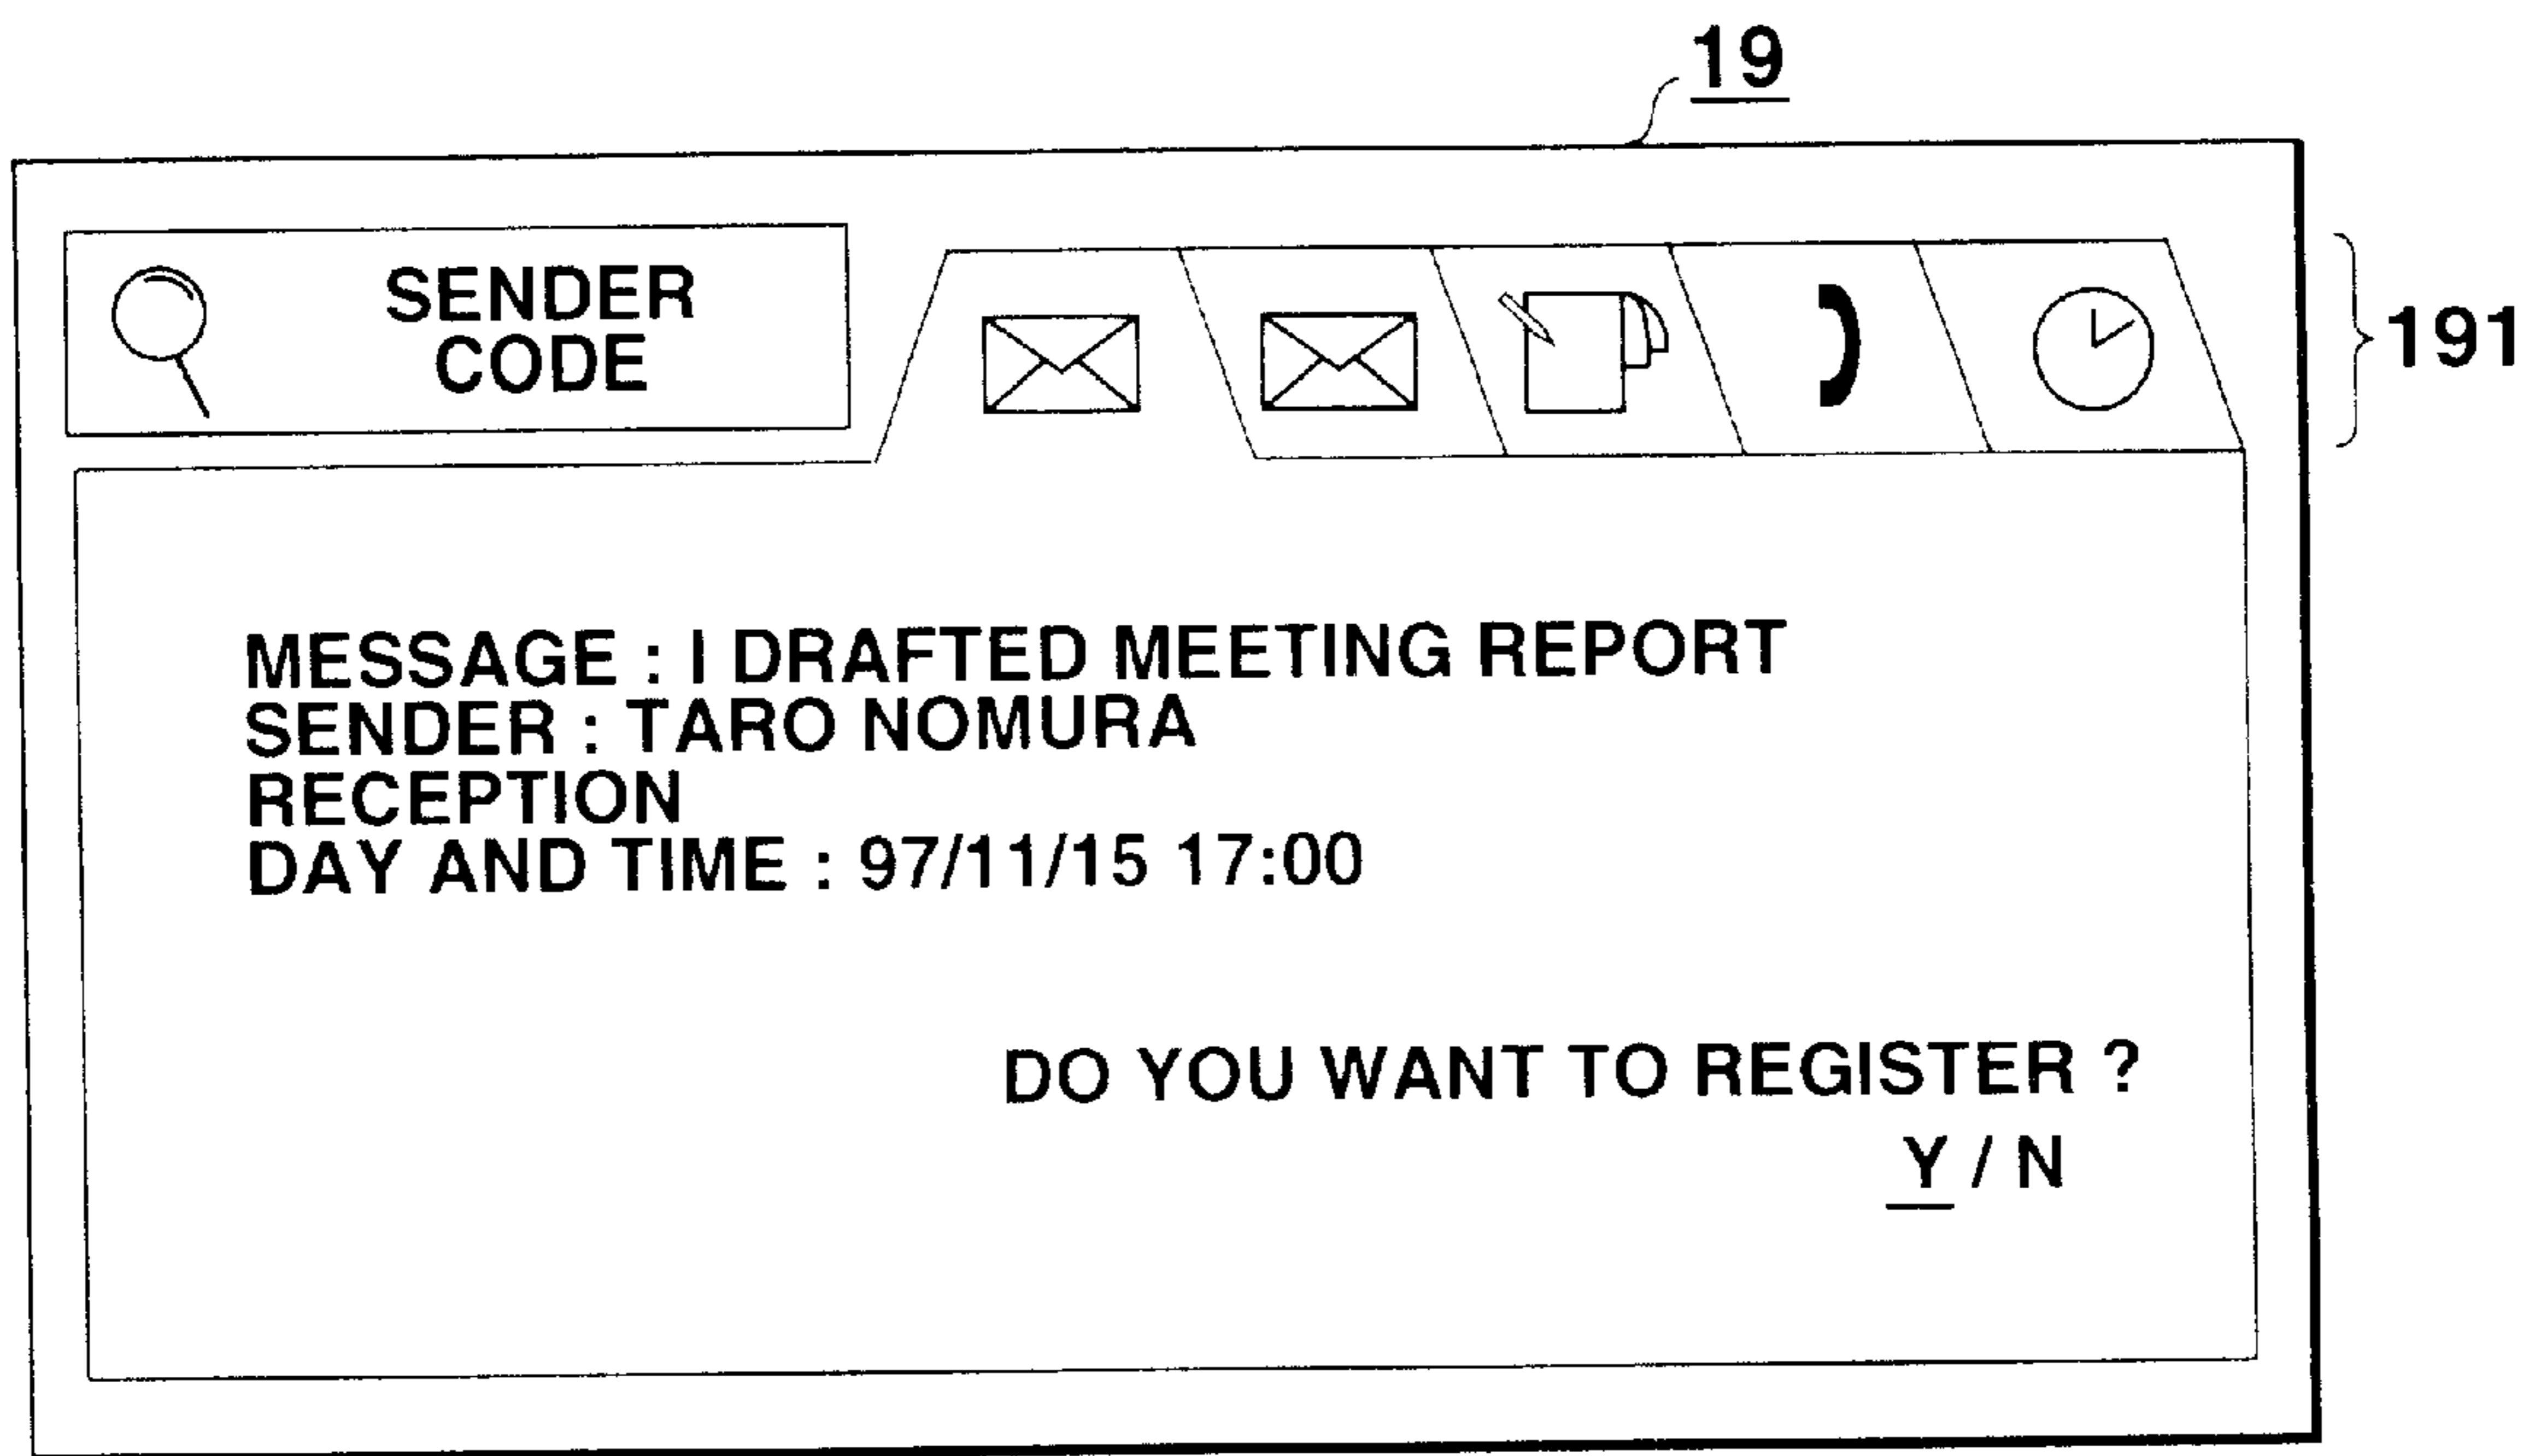 19
SENDER
CODE
191
MESSAGE : I DRAFTED MEETING REPORT
SENDER : TARO NOMURA
RECEPTION
DAY AND TIME : 97/11/15 17:00
DO YOU WANT TO REGISTER ?
Y / N